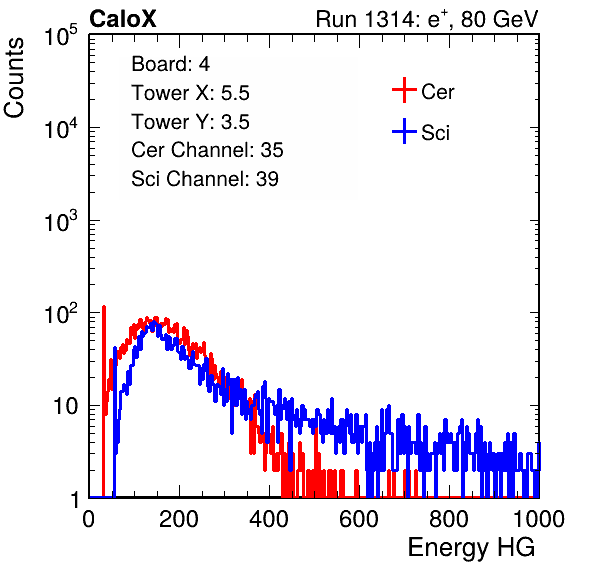 CaloX Run 1314: e⁺, 80 GeV
Counts
Board: 4
Tower X: 5.5
Tower Y: 3.5
Cer Channel: 35
Sci Channel: 39
Cer
Sci
10⁵
10⁴
10³
10²
10
1
0 200 400 600 800 1000
Energy HG